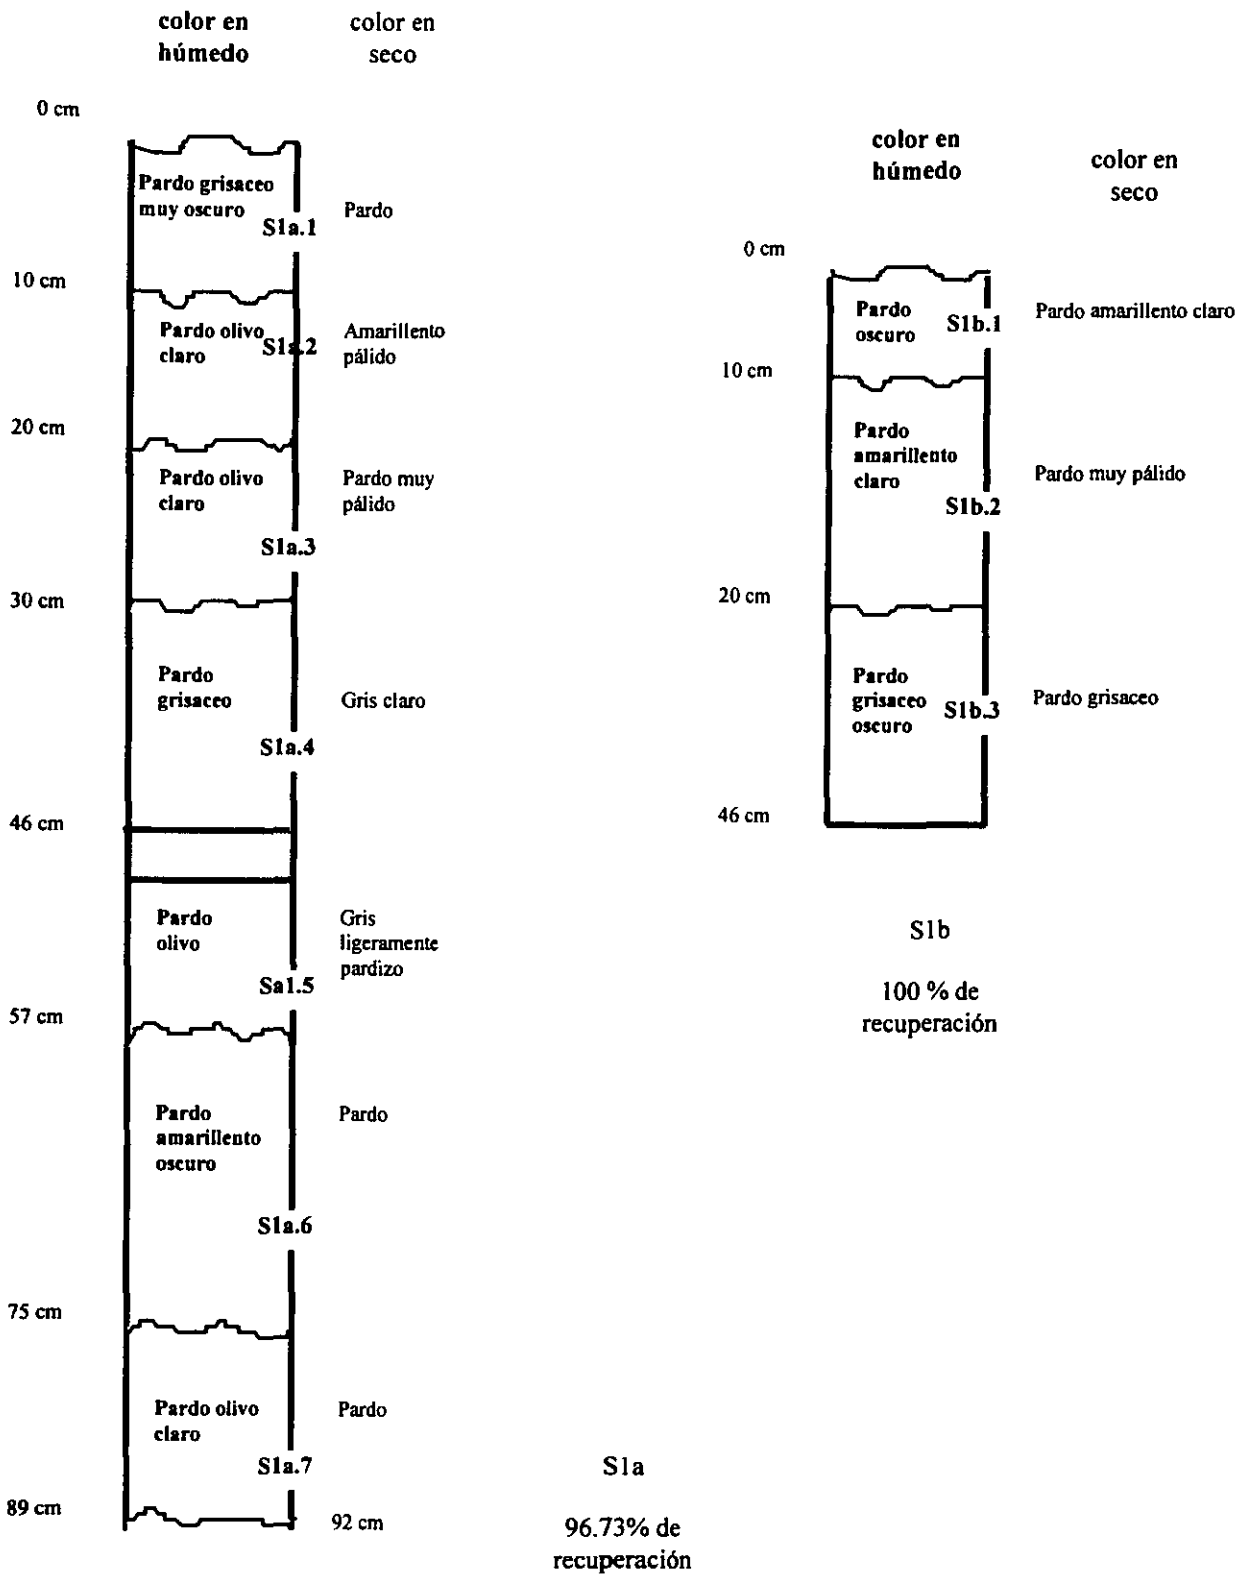 color en
húmedo
color en
seco
0 cm
Pardo grisaceo
muy oscuro
S1a.1
Pardo
10 cm
Pardo olivo
claro
S1a.2
Amarillento
pálido
20 cm
Pardo olivo
claro
S1a.3
Pardo muy
pálido
30 cm
Pardo
grisaceo
S1a.4
Gris claro
46 cm
Pardo
olivo
Sa1.5
Gris
ligeramente
pardizo
57 cm
Pardo
amarillento
oscuro
S1a.6
Pardo
75 cm
Pardo olivo
claro
S1a.7
Pardo
89 cm
92 cm
S1a
96.73% de
recuperación
color en
húmedo
color en
seco
0 cm
Pardo
oscuro
S1b.1
Pardo amarillento claro
10 cm
Pardo
amarillento
claro
S1b.2
Pardo muy pálido
20 cm
Pardo
grisaceo
oscuro
S1b.3
Pardo grisaceo
46 cm
S1b
100 % de
recuperación